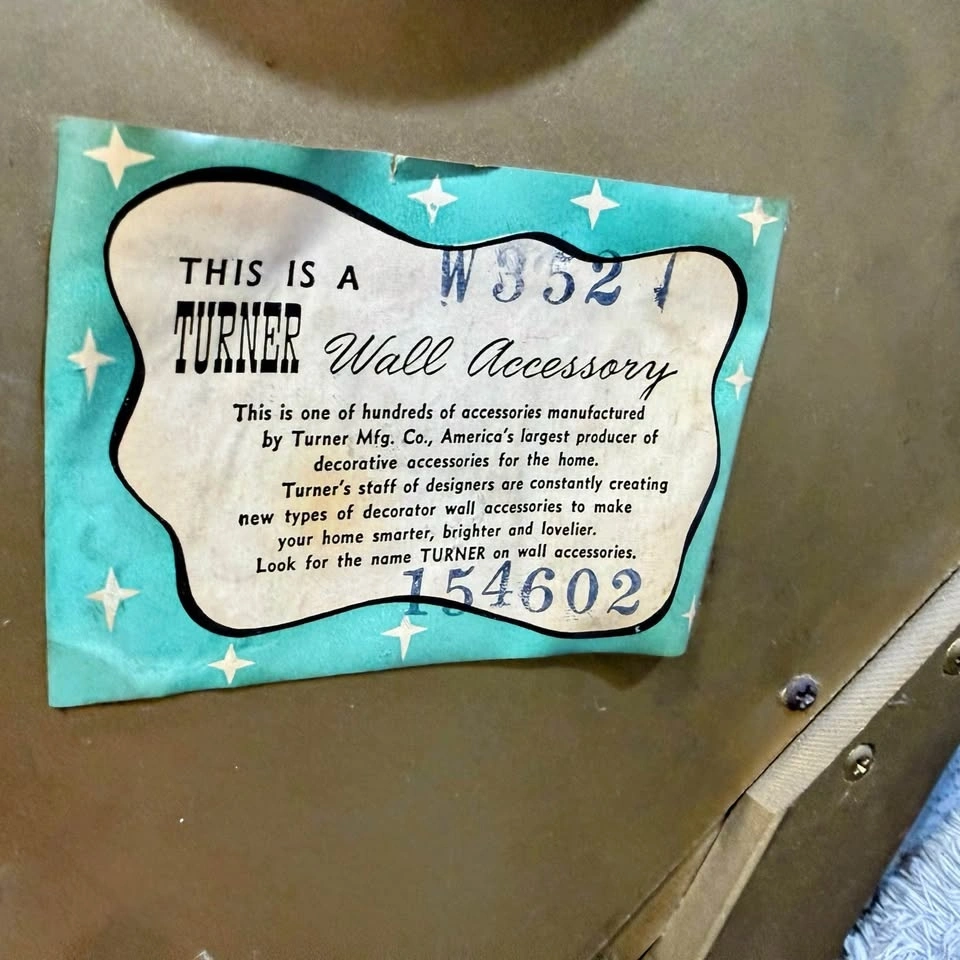 W3521
THIS IS A
TURNER Wall Accessory
This is one of hundreds of accessories manufactured
by Turner Mfg. Co., America's largest producer of
decorative accessories for the home.
Turner's staff of designers are constantly creating
new types of decorator wall accessories to make
your home smarter, brighter and lovelier.
Look for the name TURNER on wall accessories.
154602